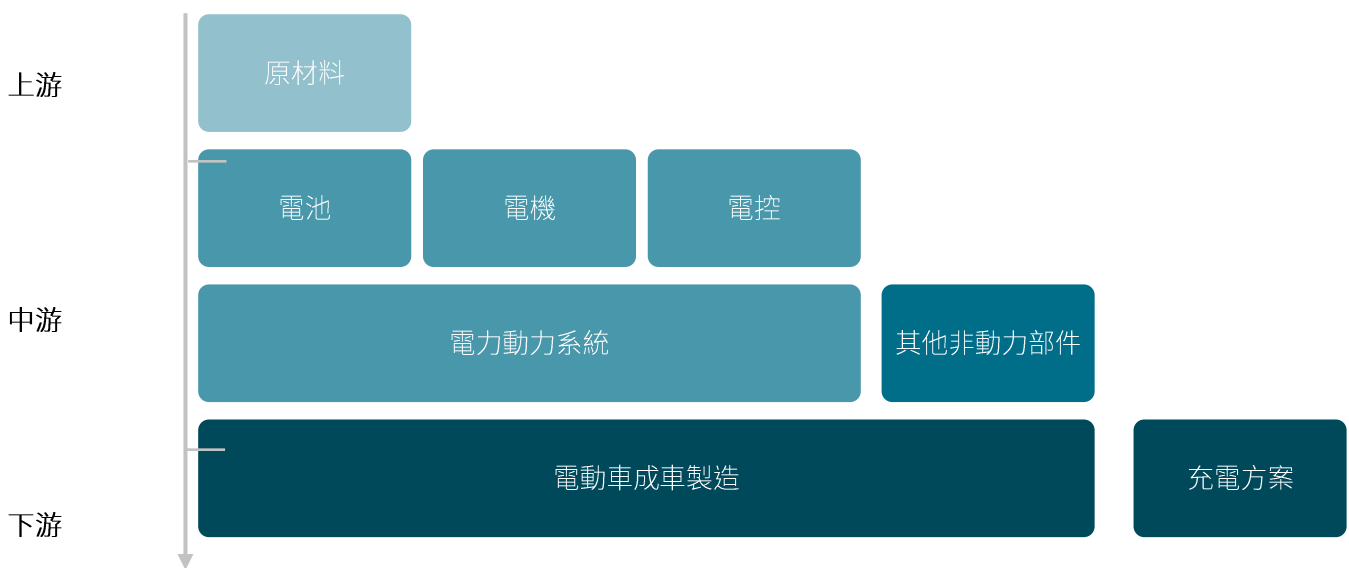 上游
原材料
電池
電機
電控
中游
電力動力系統
其他非動力部件
電動車成車製造
充電方案
下游